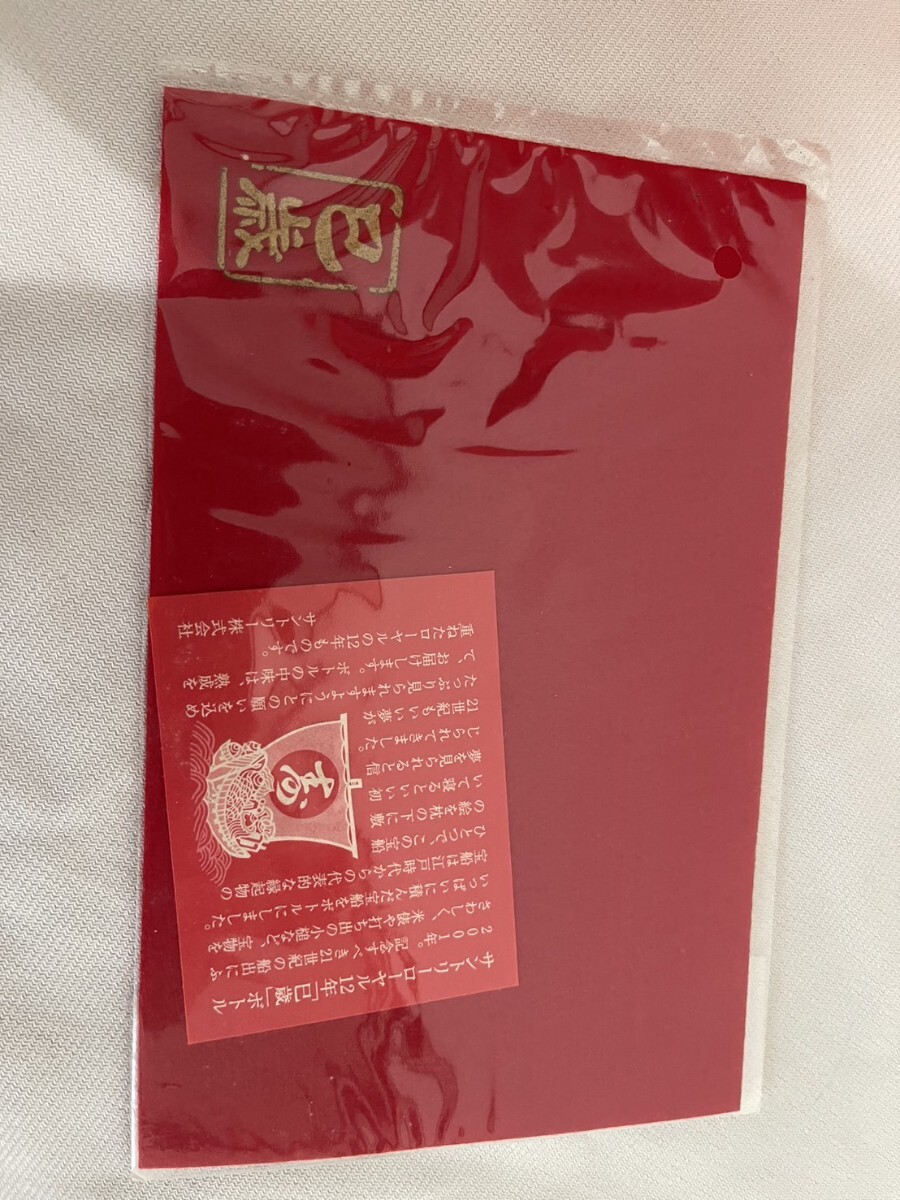 巳歳
サントリーローヤル12年「巳歳」ボトル
2001年。記念すべき21世紀の船出にふ
さわしく、米俵や打ち出の小槌など、宝物を
いっぱいに積んだ宝船をボトルにしました。
宝船は江戸時代からの代表的な縁起物の
ひとつで、この宝船
の絵を枕の下に敷
いて寝るといい初
夢を見られると信
じられてきました。
21世紀もいい夢が
たっぷり見られますようにとの願いを込め
て、お届けします。ボトルの中味は、熟成を
重ねたローヤルの12年ものです。
サントリー株式会社
寿